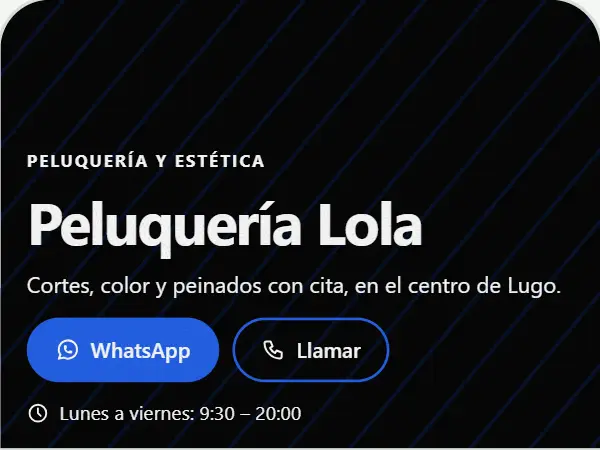 PELUQUERÍA Y ESTÉTICA
Peluquería Lola
Cortes, color y peinados con cita, en el centro de Lugo.
WhatsApp
Llamar
Lunes a viernes: 9:30 – 20:00